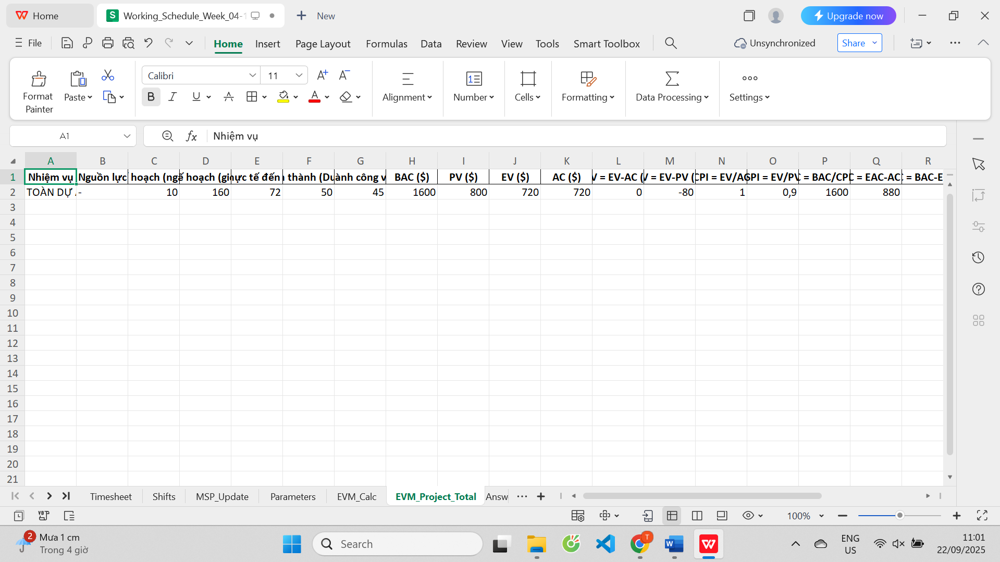 Home
S Working_Schedule_Week_04-1
New
Upgrade now
File
Home Insert Page Layout Formulas Data Review View Tools Smart Toolbox
Unsynchronized
Share
Format Painter
Paste
Calibri
11
B I U A
Alignment
Number
Cells
Formatting
Data Processing
Settings
A1
fx Nhiệm vụ
A B C D E F G H I J K L M N O P Q R
1 Nhiệm vụ Nguồn lực hoạch (ngế hoạch (giựực tế đến thành (Duành công v BAC ($) PV ($) EV ($) AC ($) V = EV-AC ( V = EV-PV ( CPI = EV/AC SPI = EV/PV = BAC/CPI C = EAC-AC = BAC-E
2 TOÀN DỰ - 10 160 72 50 45 1600 800 720 720 0 -80 1 0,9 1600 880
3
4
5
6
7
8
9
10
11
12
13
14
15
16
17
18
19
20
21
Timesheet Shifts MSP_Update Parameters EVM_Calc EVM_Project_Total Answ
100%
2
Mưa 1 cm
Trong 4 giờ
Search
T
ENG
US
11:01
22/09/2025